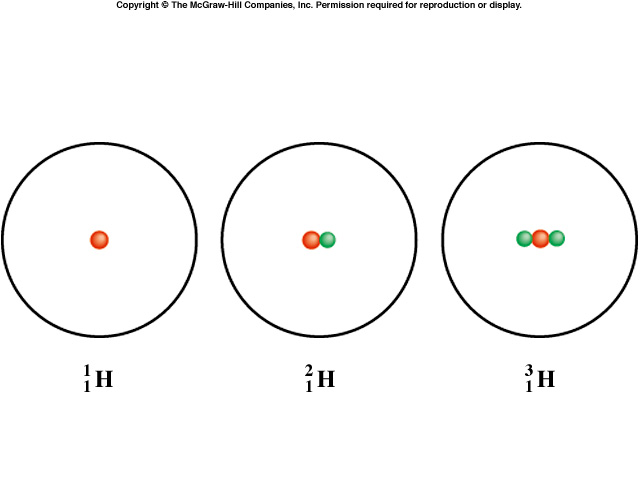 Copyright © The McGraw-Hill Companies, Inc. Permission required for reproduction or display.
¹₁H ²₁H ³₁H